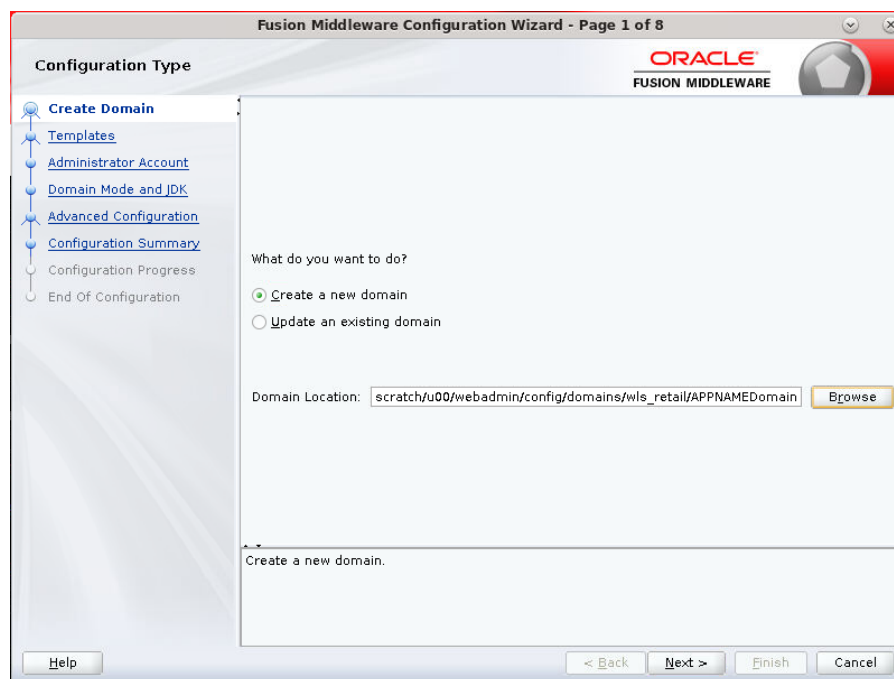 Fusion Middleware Configuration Wizard - Page 1 of 8
Configuration Type
ORACLE
FUSION MIDDLEWARE
Create Domain
Templates
Administrator Account
Domain Mode and JDK
Advanced Configuration
Configuration Summary
Configuration Progress
End Of Configuration
What do you want to do?
Create a new domain
Update an existing domain
Domain Location: scratch/u00/webadmin/config/domains/wls_retail/APPNAMEDomain Browse
Create a new domain.
Help < Back Next > Finish Cancel